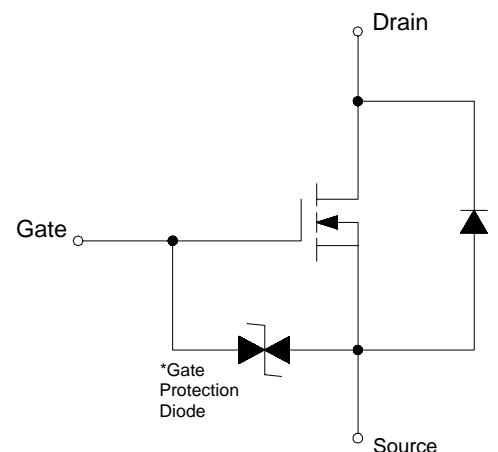 Drain
Gate
*Gate
Protection
Diode
Source